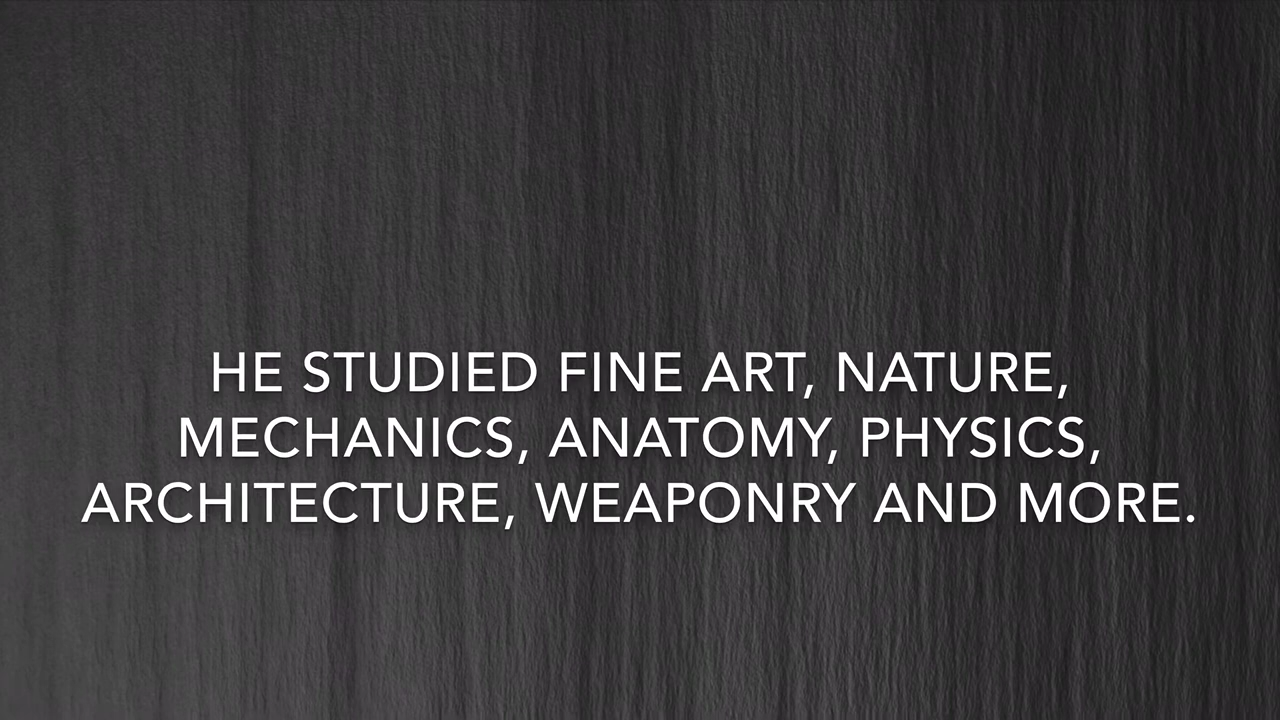 HE STUDIED FINE ART, NATURE,
MECHANICS, ANATOMY, PHYSICS,
ARCHITECTURE, WEAPONRY AND MORE.